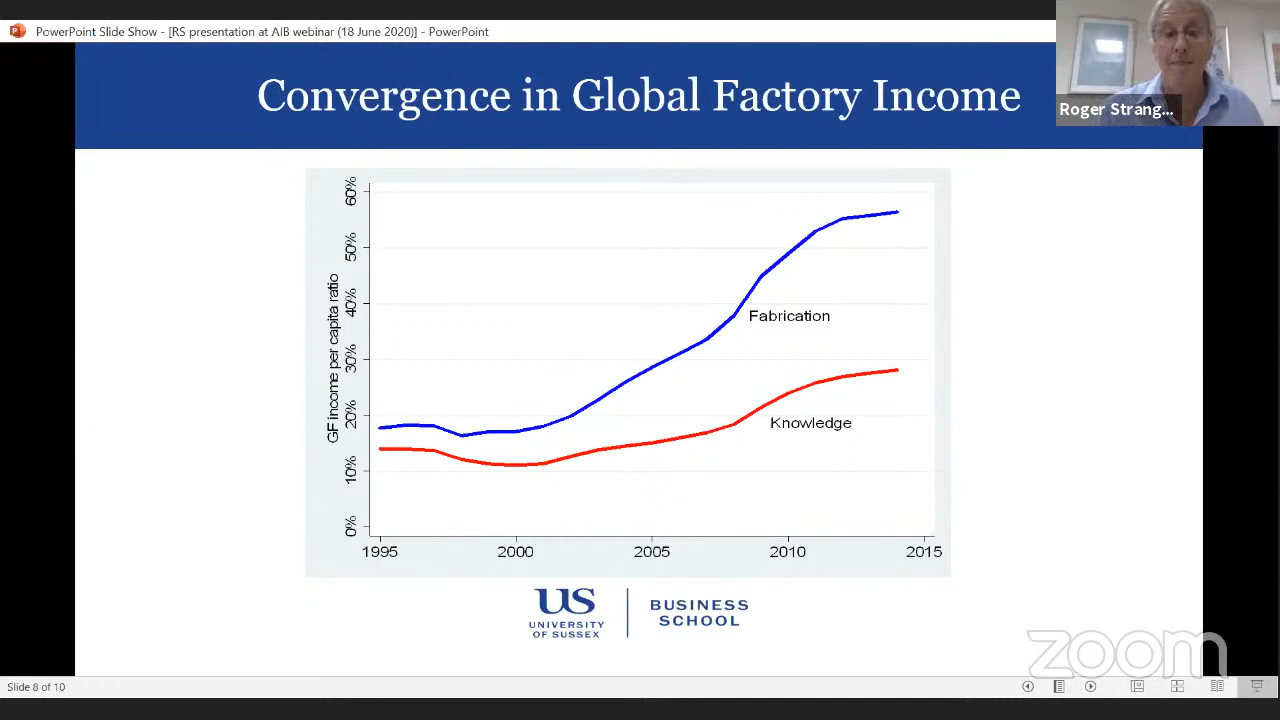 PowerPoint Slide Show - [RS presentation at AIB webinar (18 June 2020)] - PowerPoint
Convergence in Global Factory Income
Roger Strang...
GF income per capita ratio
60%
50%
40%
30%
20%
10%
0%
Fabrication
Knowledge
1995 2000 2005 2010 2015
US
UNIVERSITY
OF SUSSEX
BUSINESS
SCHOOL
zoom
Slide 8 of 10